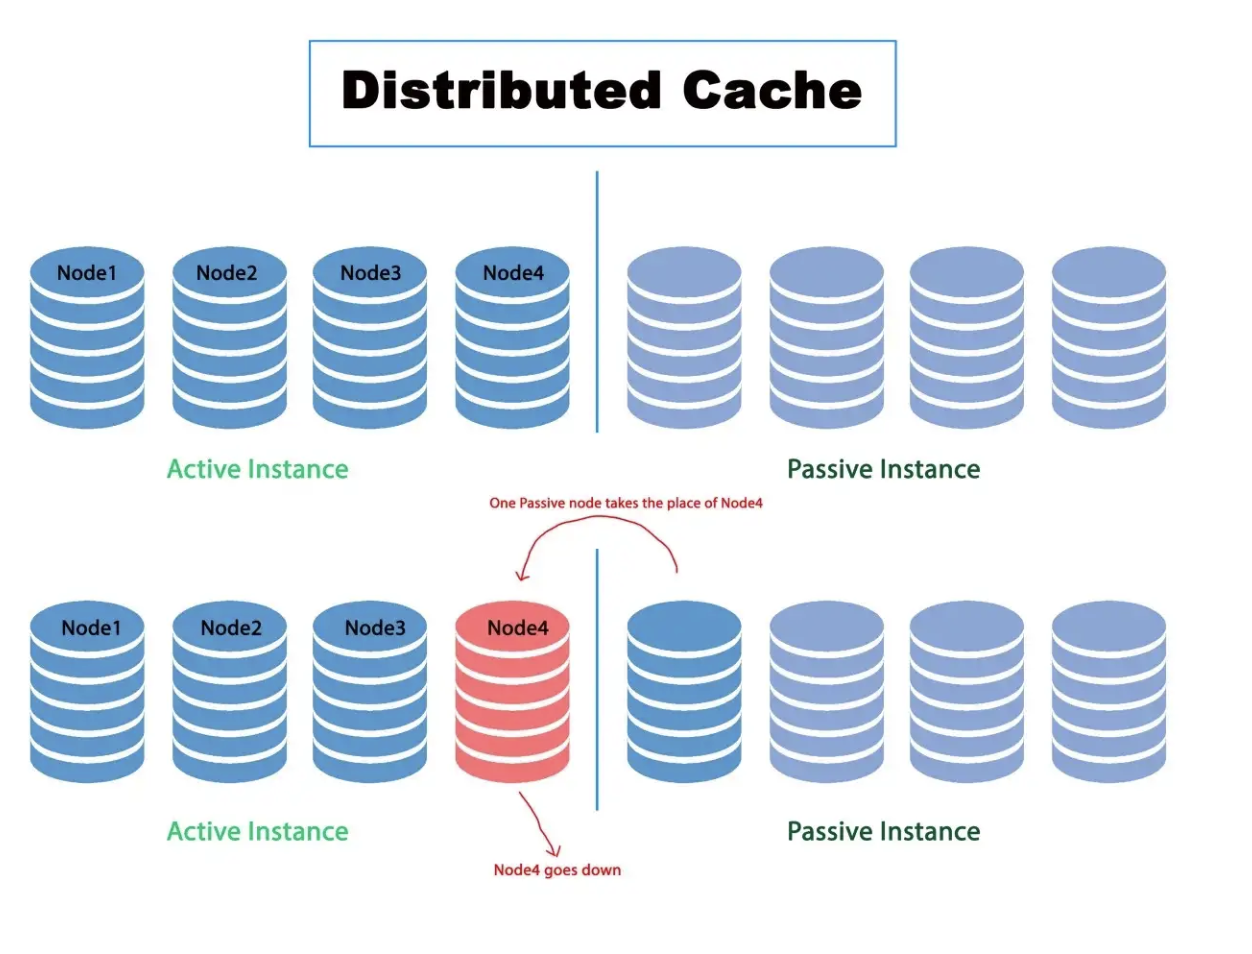 Distributed Cache
Node1 Node2 Node3 Node4
Active Instance
Passive Instance
One Passive node takes the place of Node4
Node1 Node2 Node3 Node4
Active Instance
Passive Instance
Node4 goes down